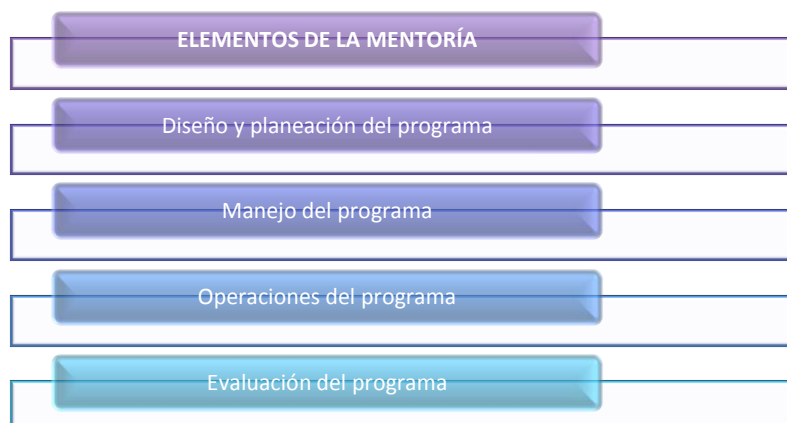 ELEMENTOS DE LA MENTORÍA
Diseño y planeación del programa
Manejo del programa
Operaciones del programa
Evaluación del programa